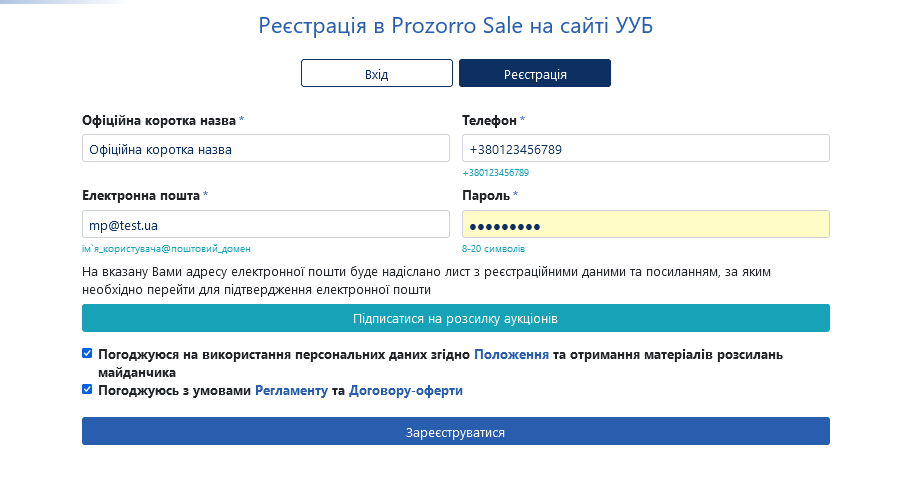 Реєстрація в Prozorro Sale на сайті УУБ
Вхід
Реєстрація
Офіційна коротка назва *
Телефон *
Офіційна коротка назва
+380123456789
+380123456789
Електронна пошта *
Пароль *
mp@test.ua
●●●●●●●●●
ім`я_користувача@поштовий_домен
8-20 символів
На вказану Вами адресу електронної пошти буде надіслано лист з реєстраційними даними та посиланням, за яким
необхідно перейти для підтвердження електронної пошти
Підписатися на розсилку аукціонів
Погоджуюся на використання персональних даних згідно Положення та отримання матеріалів розсилань
майданчика
Погоджуюсь з умовами Регламенту та Договору-оферти
Зареєструватися